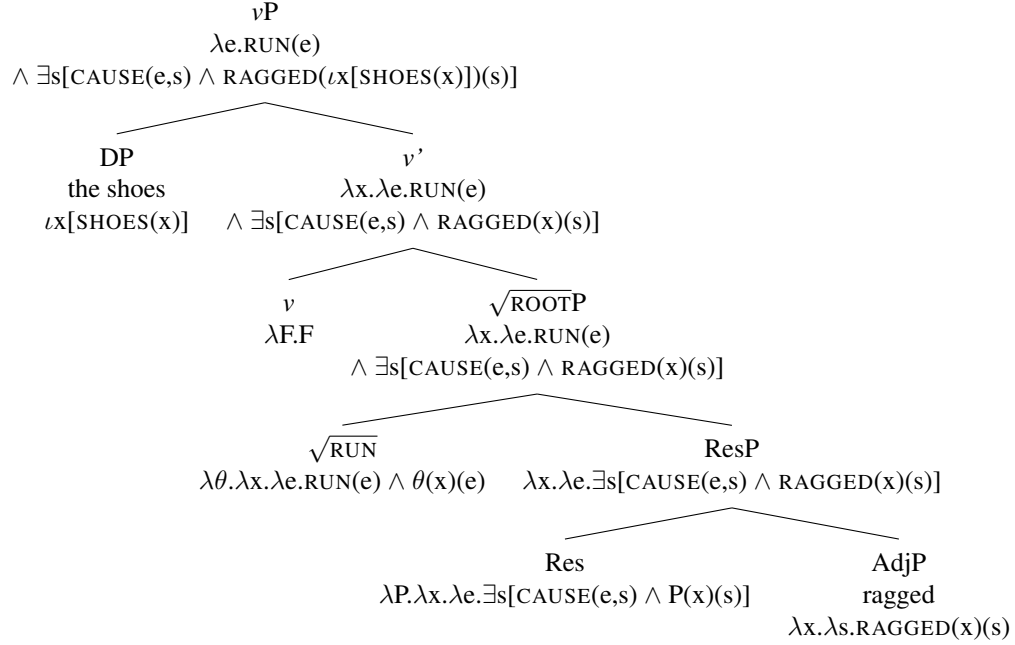 vP
λe.RUN(e)
∧ ∃s[CAUSE(e,s) ∧ RAGGED(ιx[SHOES(x)])(s)]
DP
the shoes
ιx[SHOES(x)]
v’
λx.λe.RUN(e)
∧ ∃s[CAUSE(e,s) ∧ RAGGED(x)(s)]
v
λF.F
√ROOTP
λx.λe.RUN(e)
∧ ∃s[CAUSE(e,s) ∧ RAGGED(x)(s)]
√RUN
λθ.λx.λe.RUN(e) ∧ θ(x)(e)
ResP
λx.λe.∃s[CAUSE(e,s) ∧ RAGGED(x)(s)]
Res
λP.λx.λe.∃s[CAUSE(e,s) ∧ P(x)(s)]
AdjP
ragged
λx.λs.RAGGED(x)(s)